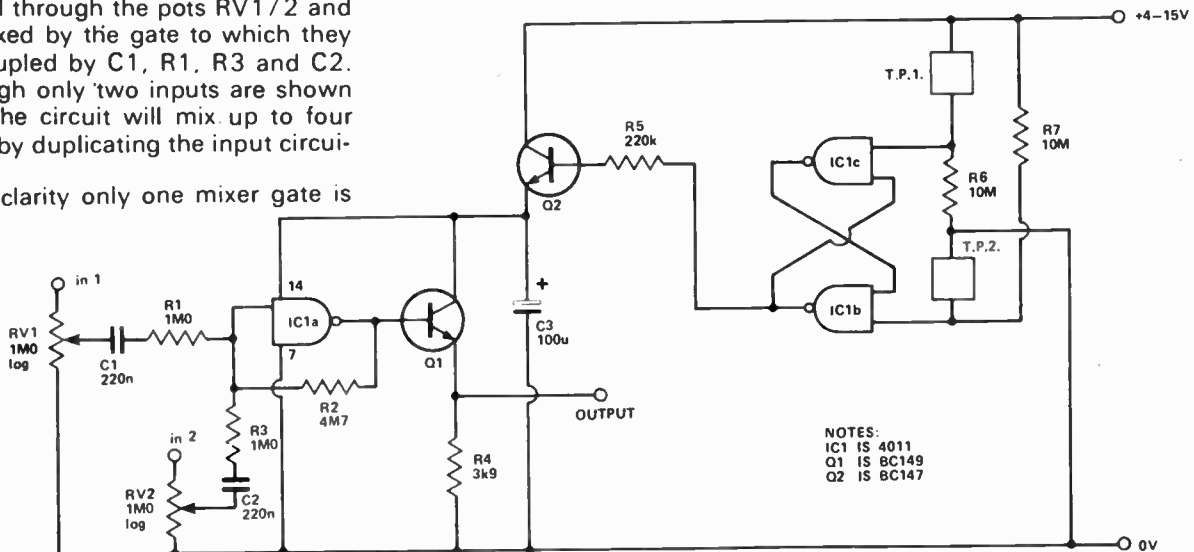 through the pots RV1/2 and
by the gate to which they
by C1, R1, R3 and C2.
only two inputs are shown
circuit will mix up to four
by duplicating the input circui-
clarity only one mixer gate is
+4-15V
T.P.1.
R7
10M
R5
220k
IC1c
R6
10M
Q2
T.P.2.
in 1
14
R1
1M0
IC1a
+
IC1b
RV1
1M0
log
C1
220n
7
Q1
C3
100u
R2
4M7
OUTPUT
in 2
R3
1M0
NOTES:
IC1 IS 4011
Q1 IS BC149
Q2 IS BC147
R4
3k9
RV2
1M0
log
C2
220n
0V